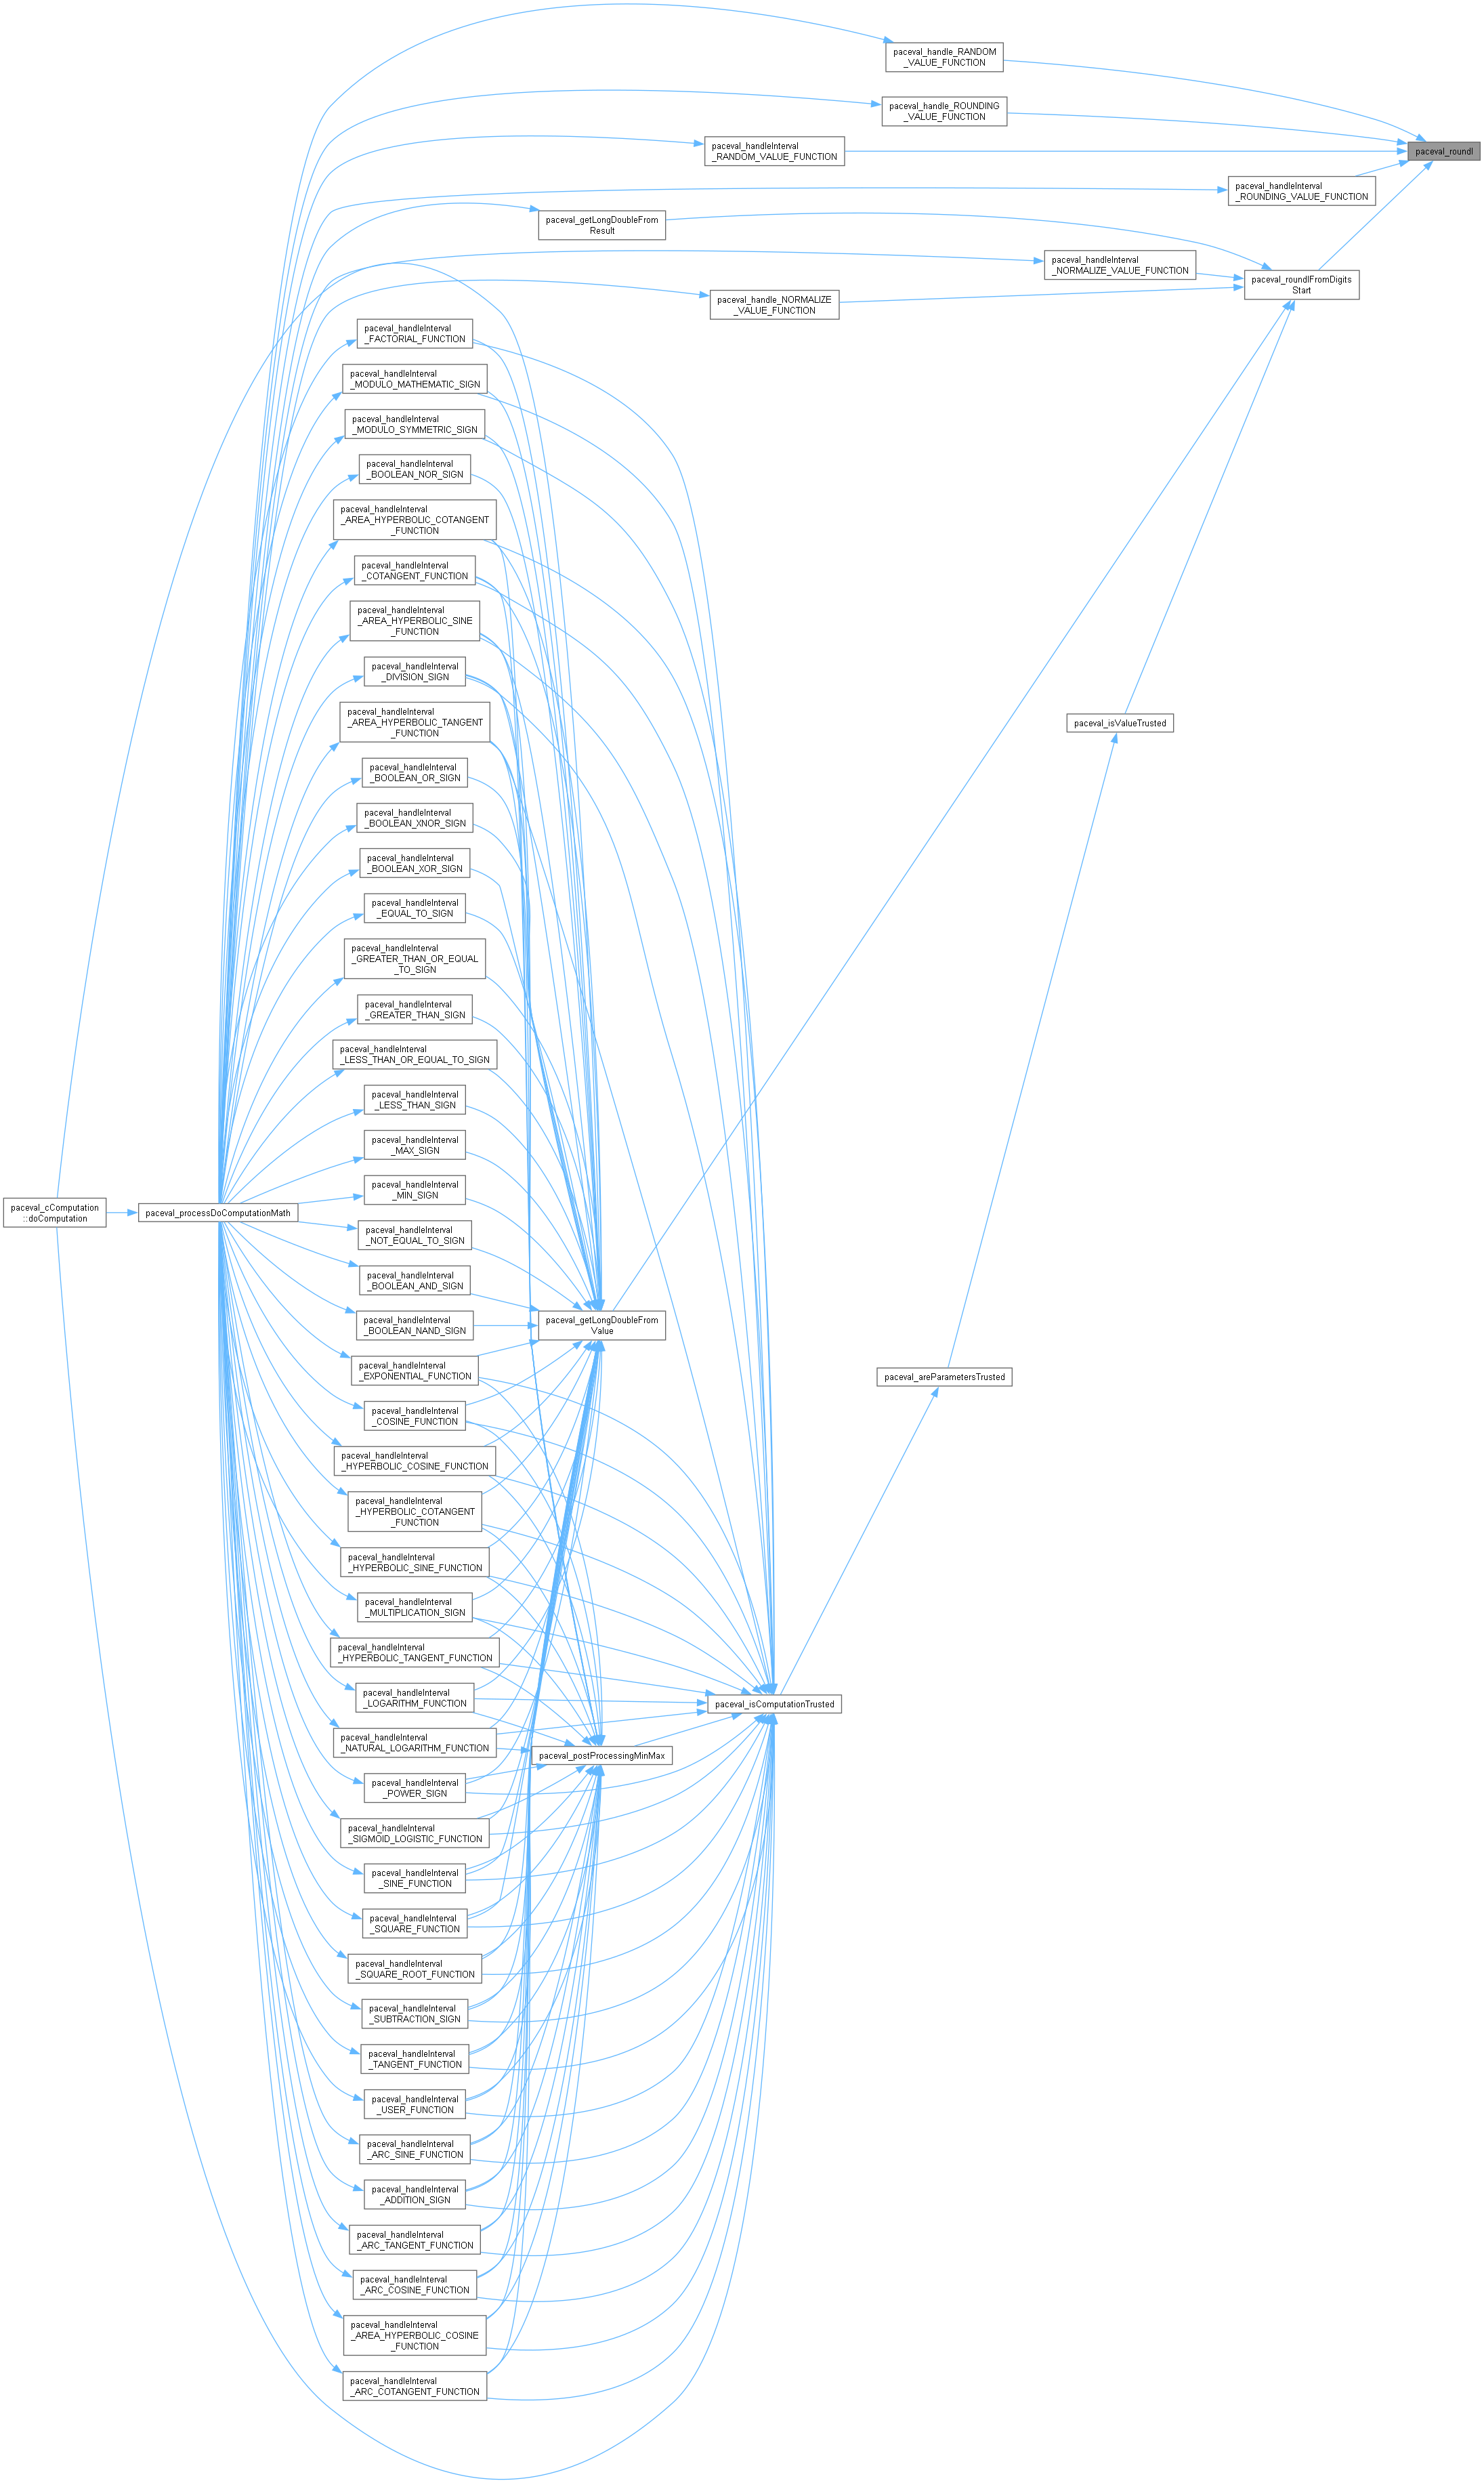 paceval_handle_RANDOM
_VALUE_FUNCTION
paceval_handle_ROUNDING
_VALUE_FUNCTION
paceval_handleInterval
_RANDOM_VALUE_FUNCTION
paceval_roundl
paceval_handleInterval
_ROUNDING_VALUE_FUNCTION
paceval_getLongDoubleFrom
Result
paceval_handleInterval
_NORMALIZE_VALUE_FUNCTION
paceval_roundlFromDigits
Start
paceval_handle_NORMALIZE
_VALUE_FUNCTION
paceval_handleInterval
_FACTORIAL_FUNCTION
paceval_handleInterval
_MODULO_MATHEMATIC_SIGN
paceval_handleInterval
_MODULO_SYMMETRIC_SIGN
paceval_handleInterval
_BOOLEAN_NOR_SIGN
paceval_handleInterval
_AREA_HYPERBOLIC_COTANGENT
_FUNCTION
paceval_handleInterval
_COTANGENT_FUNCTION
paceval_handleInterval
_AREA_HYPERBOLIC_SINE
_FUNCTION
paceval_handleInterval
_DIVISION_SIGN
paceval_handleInterval
_AREA_HYPERBOLIC_TANGENT
_FUNCTION
paceval_isValueTrusted
paceval_handleInterval
_BOOLEAN_OR_SIGN
paceval_handleInterval
_BOOLEAN_XNOR_SIGN
paceval_handleInterval
_BOOLEAN_XOR_SIGN
paceval_handleInterval
_EQUAL_TO_SIGN
paceval_handleInterval
_GREATER_THAN_OR_EQUAL
_TO_SIGN
paceval_handleInterval
_GREATER_THAN_SIGN
paceval_handleInterval
_LESS_THAN_OR_EQUAL_TO_SIGN
paceval_handleInterval
_LESS_THAN_SIGN
paceval_handleInterval
_MAX_SIGN
paceval_handleInterval
_MIN_SIGN
paceval_cComputation
::doComputation
paceval_processDoComputationMath
paceval_handleInterval
_NOT_EQUAL_TO_SIGN
paceval_handleInterval
_BOOLEAN_AND_SIGN
paceval_handleInterval
_BOOLEAN_NAND_SIGN
paceval_getLongDoubleFrom
Value
paceval_handleInterval
_EXPONENTIAL_FUNCTION
paceval_areParametersTrusted
paceval_handleInterval
_COSINE_FUNCTION
paceval_handleInterval
_HYPERBOLIC_COSINE_FUNCTION
paceval_handleInterval
_HYPERBOLIC_COTANGENT
_FUNCTION
paceval_handleInterval
_HYPERBOLIC_SINE_FUNCTION
paceval_handleInterval
_MULTIPLICATION_SIGN
paceval_handleInterval
_HYPERBOLIC_TANGENT_FUNCTION
paceval_handleInterval
_LOGARITHM_FUNCTION
paceval_isComputationTrusted
paceval_handleInterval
_NATURAL_LOGARITHM_FUNCTION
paceval_postProcessingMinMax
paceval_handleInterval
_POWER_SIGN
paceval_handleInterval
_SIGMOID_LOGISTIC_FUNCTION
paceval_handleInterval
_SINE_FUNCTION
paceval_handleInterval
_SQUARE_FUNCTION
paceval_handleInterval
_SQUARE_ROOT_FUNCTION
paceval_handleInterval
_SUBTRACTION_SIGN
paceval_handleInterval
_TANGENT_FUNCTION
paceval_handleInterval
_USER_FUNCTION
paceval_handleInterval
_ARC_SINE_FUNCTION
paceval_handleInterval
_ADDITION_SIGN
paceval_handleInterval
_ARC_TANGENT_FUNCTION
paceval_handleInterval
_ARC_COSINE_FUNCTION
paceval_handleInterval
_AREA_HYPERBOLIC_COSINE
_FUNCTION
paceval_handleInterval
_ARC_COTANGENT_FUNCTION